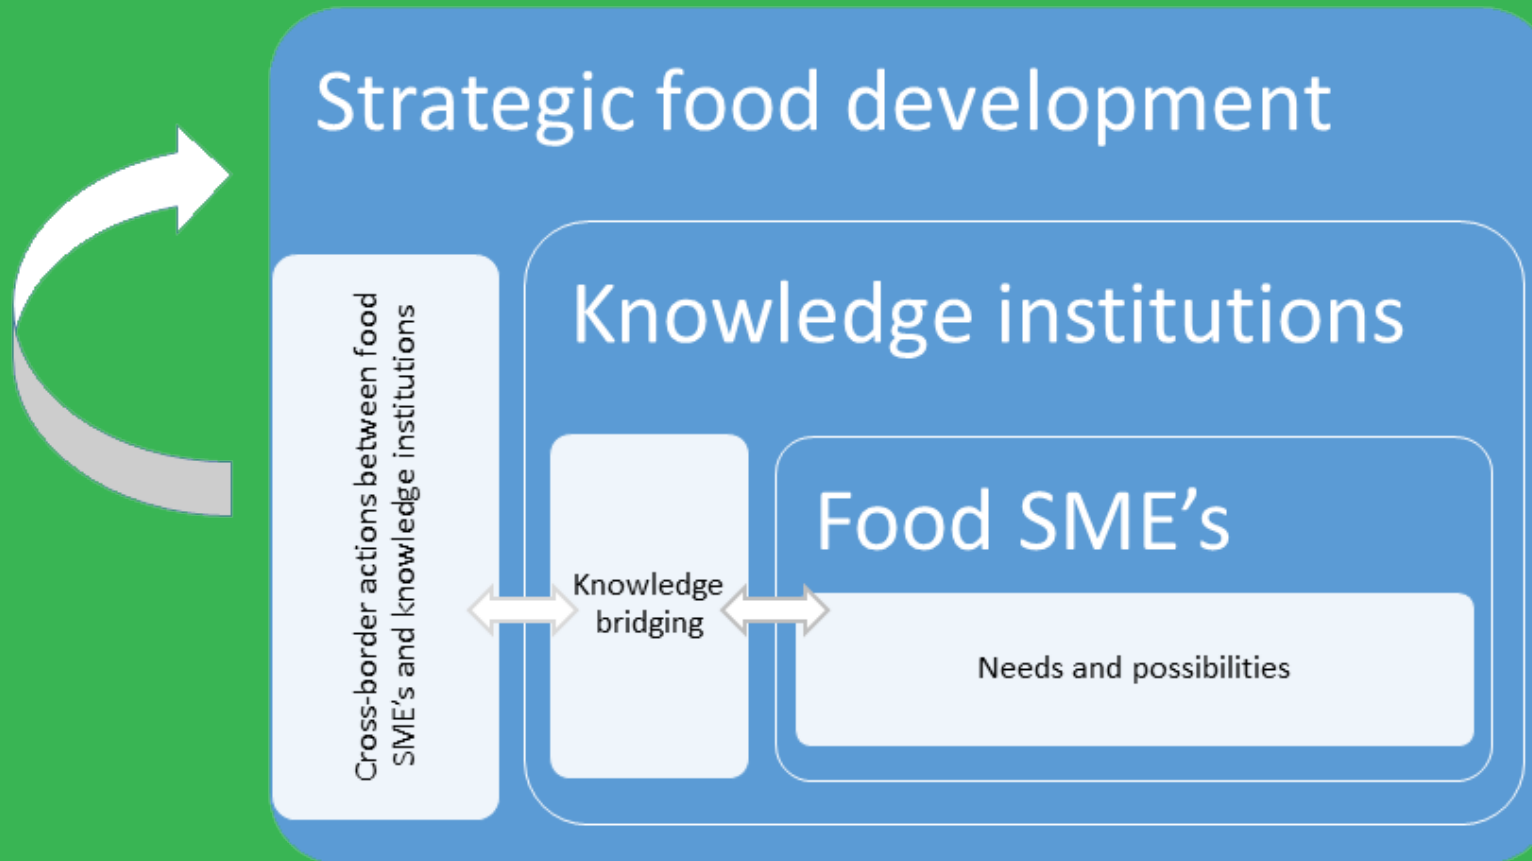 Strategic food development
Cross-border actions between food
SME's and knowledge institutions
Knowledge institutions
Knowledge
bridging
Food SME’s
Needs and possibilities